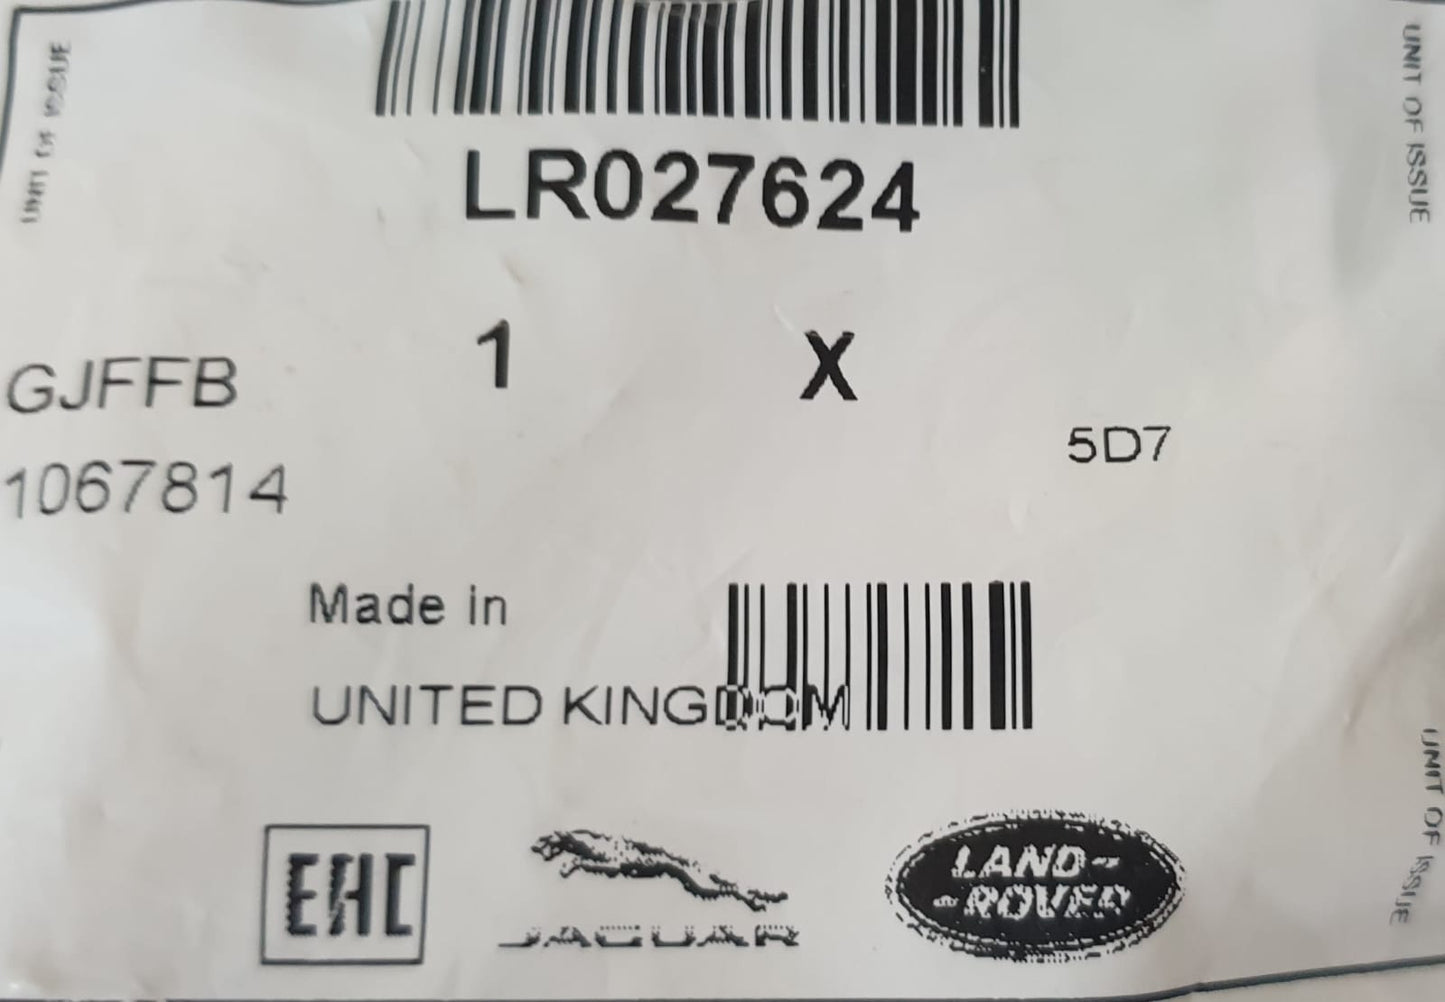 UNIT OF ISSUE
UNIT OF ISSUE
LR027624
1 X
GJFFB
5D7
1067814
Made in
UNITED KINGDOM
UNIT OF ISSUE
EAC
JAGUAR
LAND-
-ROVER